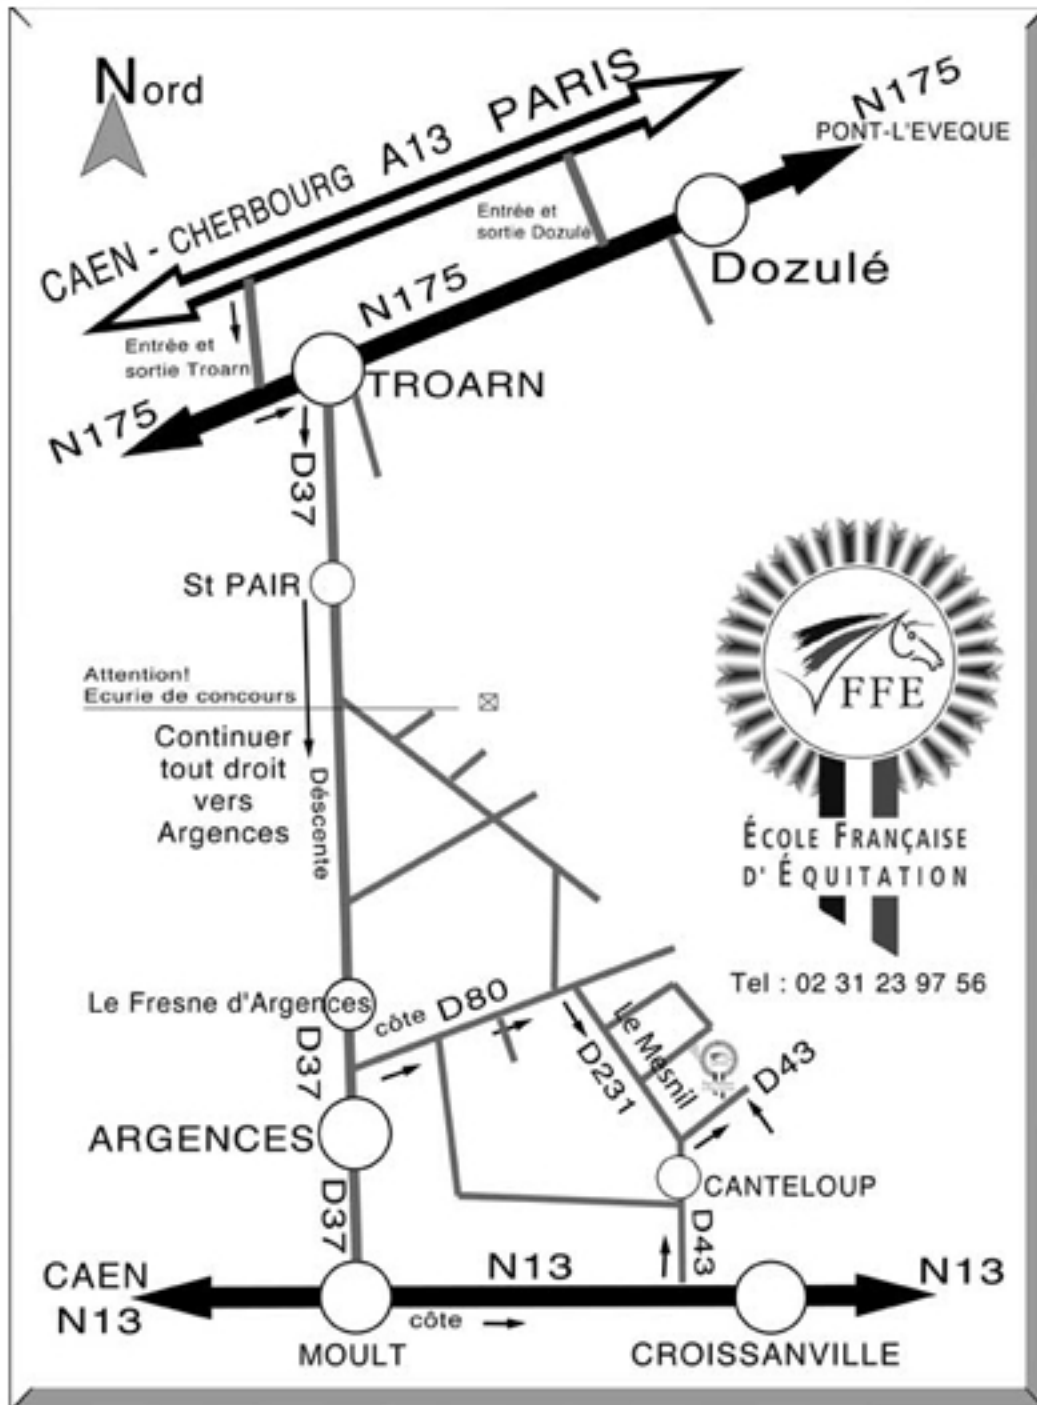 Nord
CAEN - CHERBOURG A13 PARIS
N175
PONT-L'EVEQUE
Entrée et
sortie Dozulé
Dozulé
N175
Entrée et
sortie Troarn
TROARN
N175
D37
St PAIR
Attention!
Ecurie de concours
Continuer
tout droit
vers
Argences
Déscente
FFE
ÉCOLE FRANÇAISE
D' ÉQUITATION
Tel : 02 31 23 97 56
Le Fresne d'Argences
côte D80
D37
D231
Le Mesnil
D43
ARGENCES
D37
CANTELOUP
D43
CAEN
N13
N13
N13
côte
MOULT
CROISSANVILLE